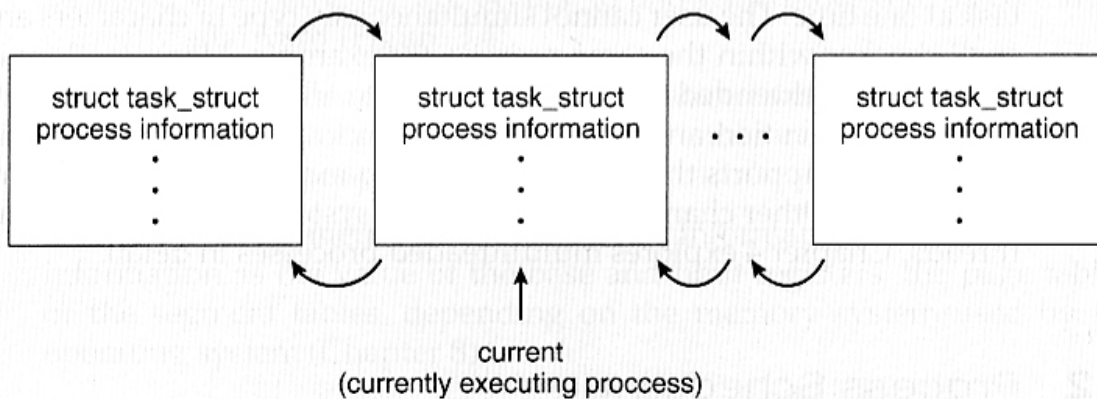 struct task_struct
process information
struct task_struct
process information
struct task_struct
process information
current
(currently executing proccess)